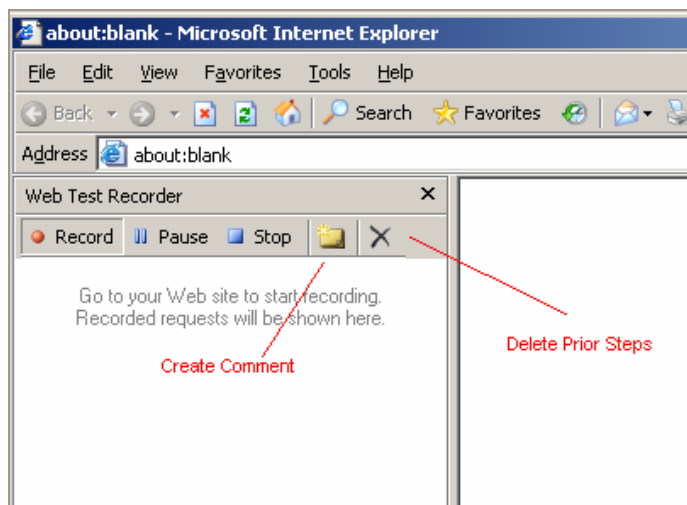 about:blank - Microsoft Internet Explorer
File Edit View Favorites Tools Help
Back Search Favorites
Address about:blank
Web Test Recorder
Record Pause Stop
Go to your Web site to start recording.
Recorded requests will be shown here.
Delete Prior Steps
Create Comment